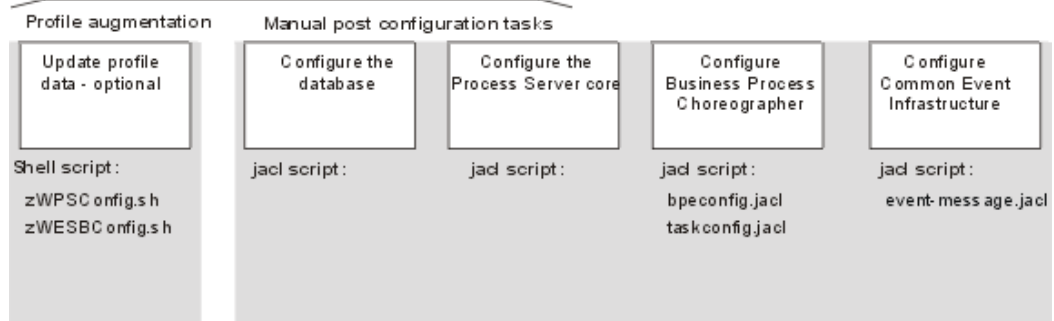 Profile augmentation
Manual post configuration tasks
Update profile
data - optional
Configure the
database
Configure the
Process Server core
Configure
Business Process
Choreographer
Configure
Common Event
Infrastructure
Shell script:
zWPSConfig.sh
zWESBConfig.sh
jacl script:
jacl script:
jacl script:
bpeconfig.jacl
taskconfig.jacl
jacl script:
event-message.jacl